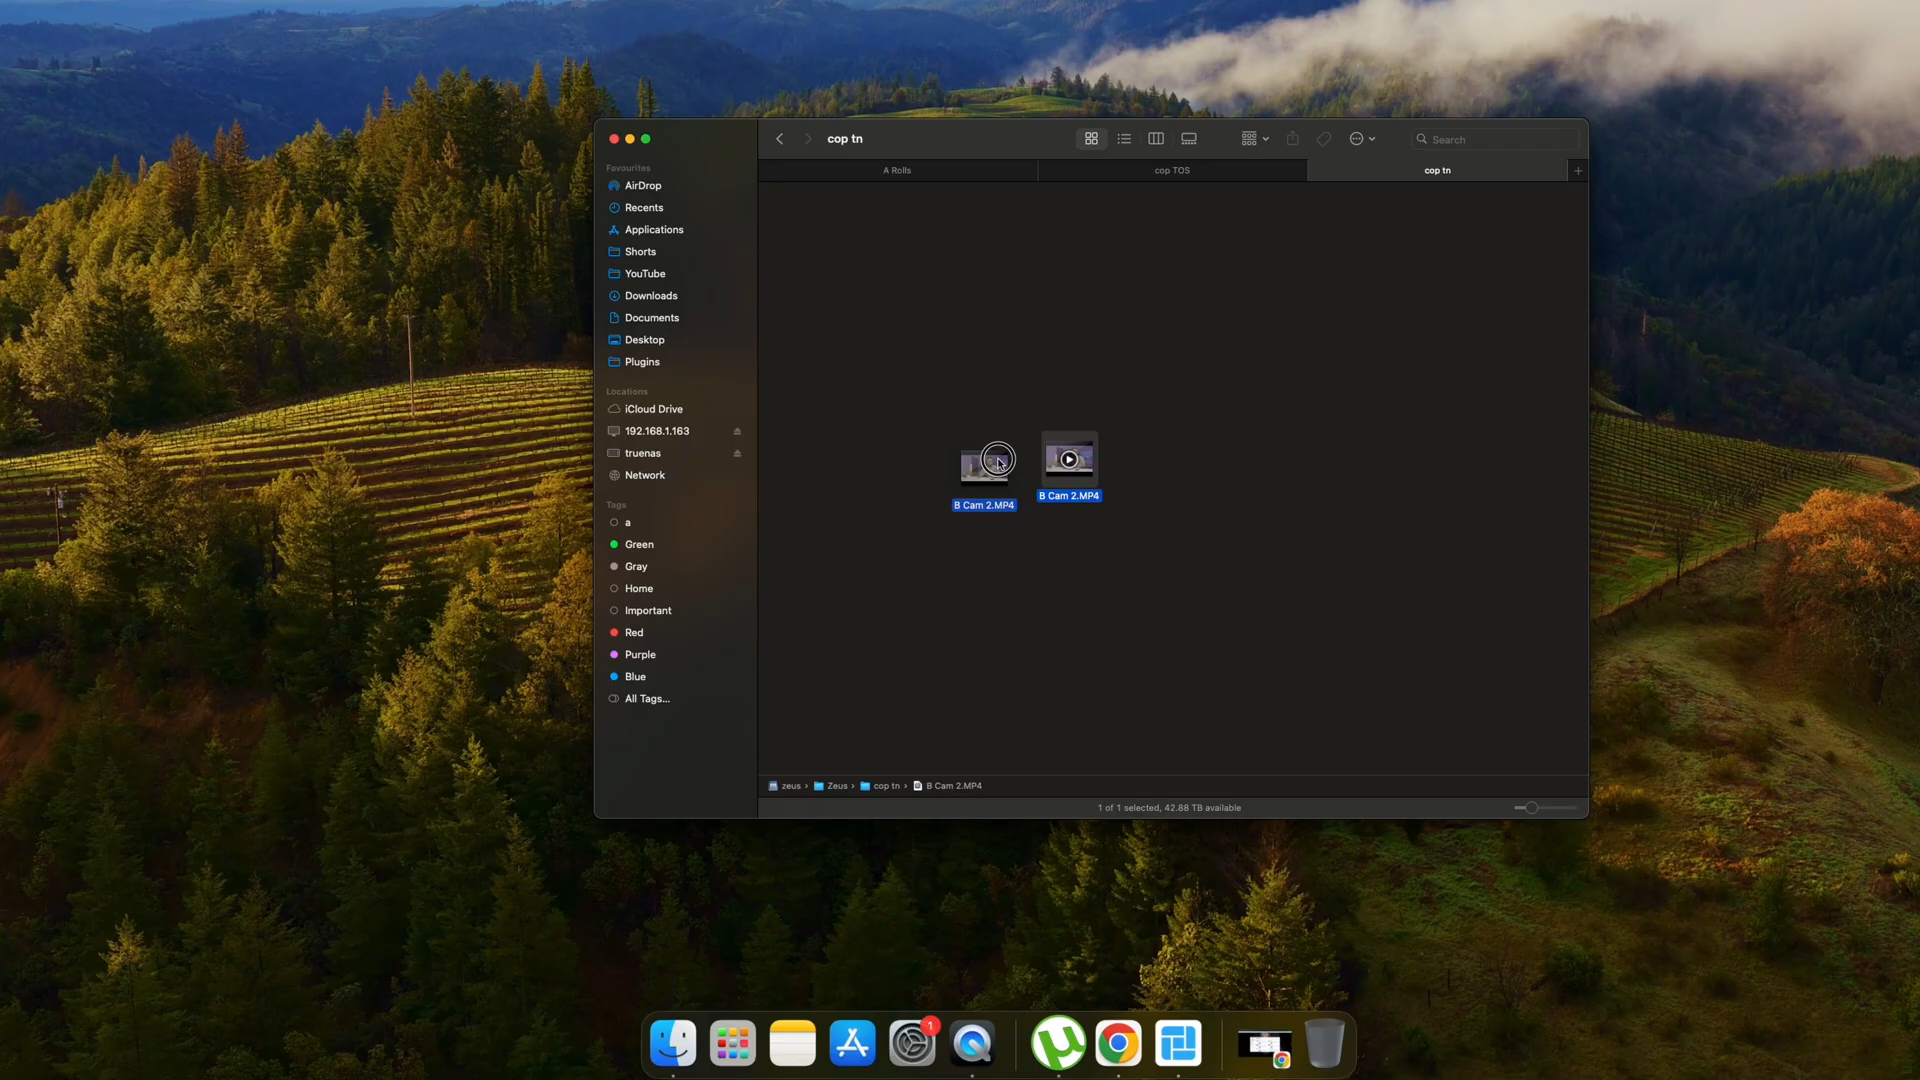 cop tn
Search
A Rolls
cop TOS
cop tn
Favourites
AirDrop
Recents
Applications
Shorts
YouTube
Downloads
Documents
Desktop
Plugins
Locations
iCloud Drive
192.168.1.163
truenas
Network
Tags
a
Green
Gray
Home
Important
Red
Purple
Blue
All Tags...
B Cam 2.MP4
B Cam 2.MP4
zeus › Zeus › cop tn › B Cam 2.MP4
1 of 1 selected, 42.88 TB available
1